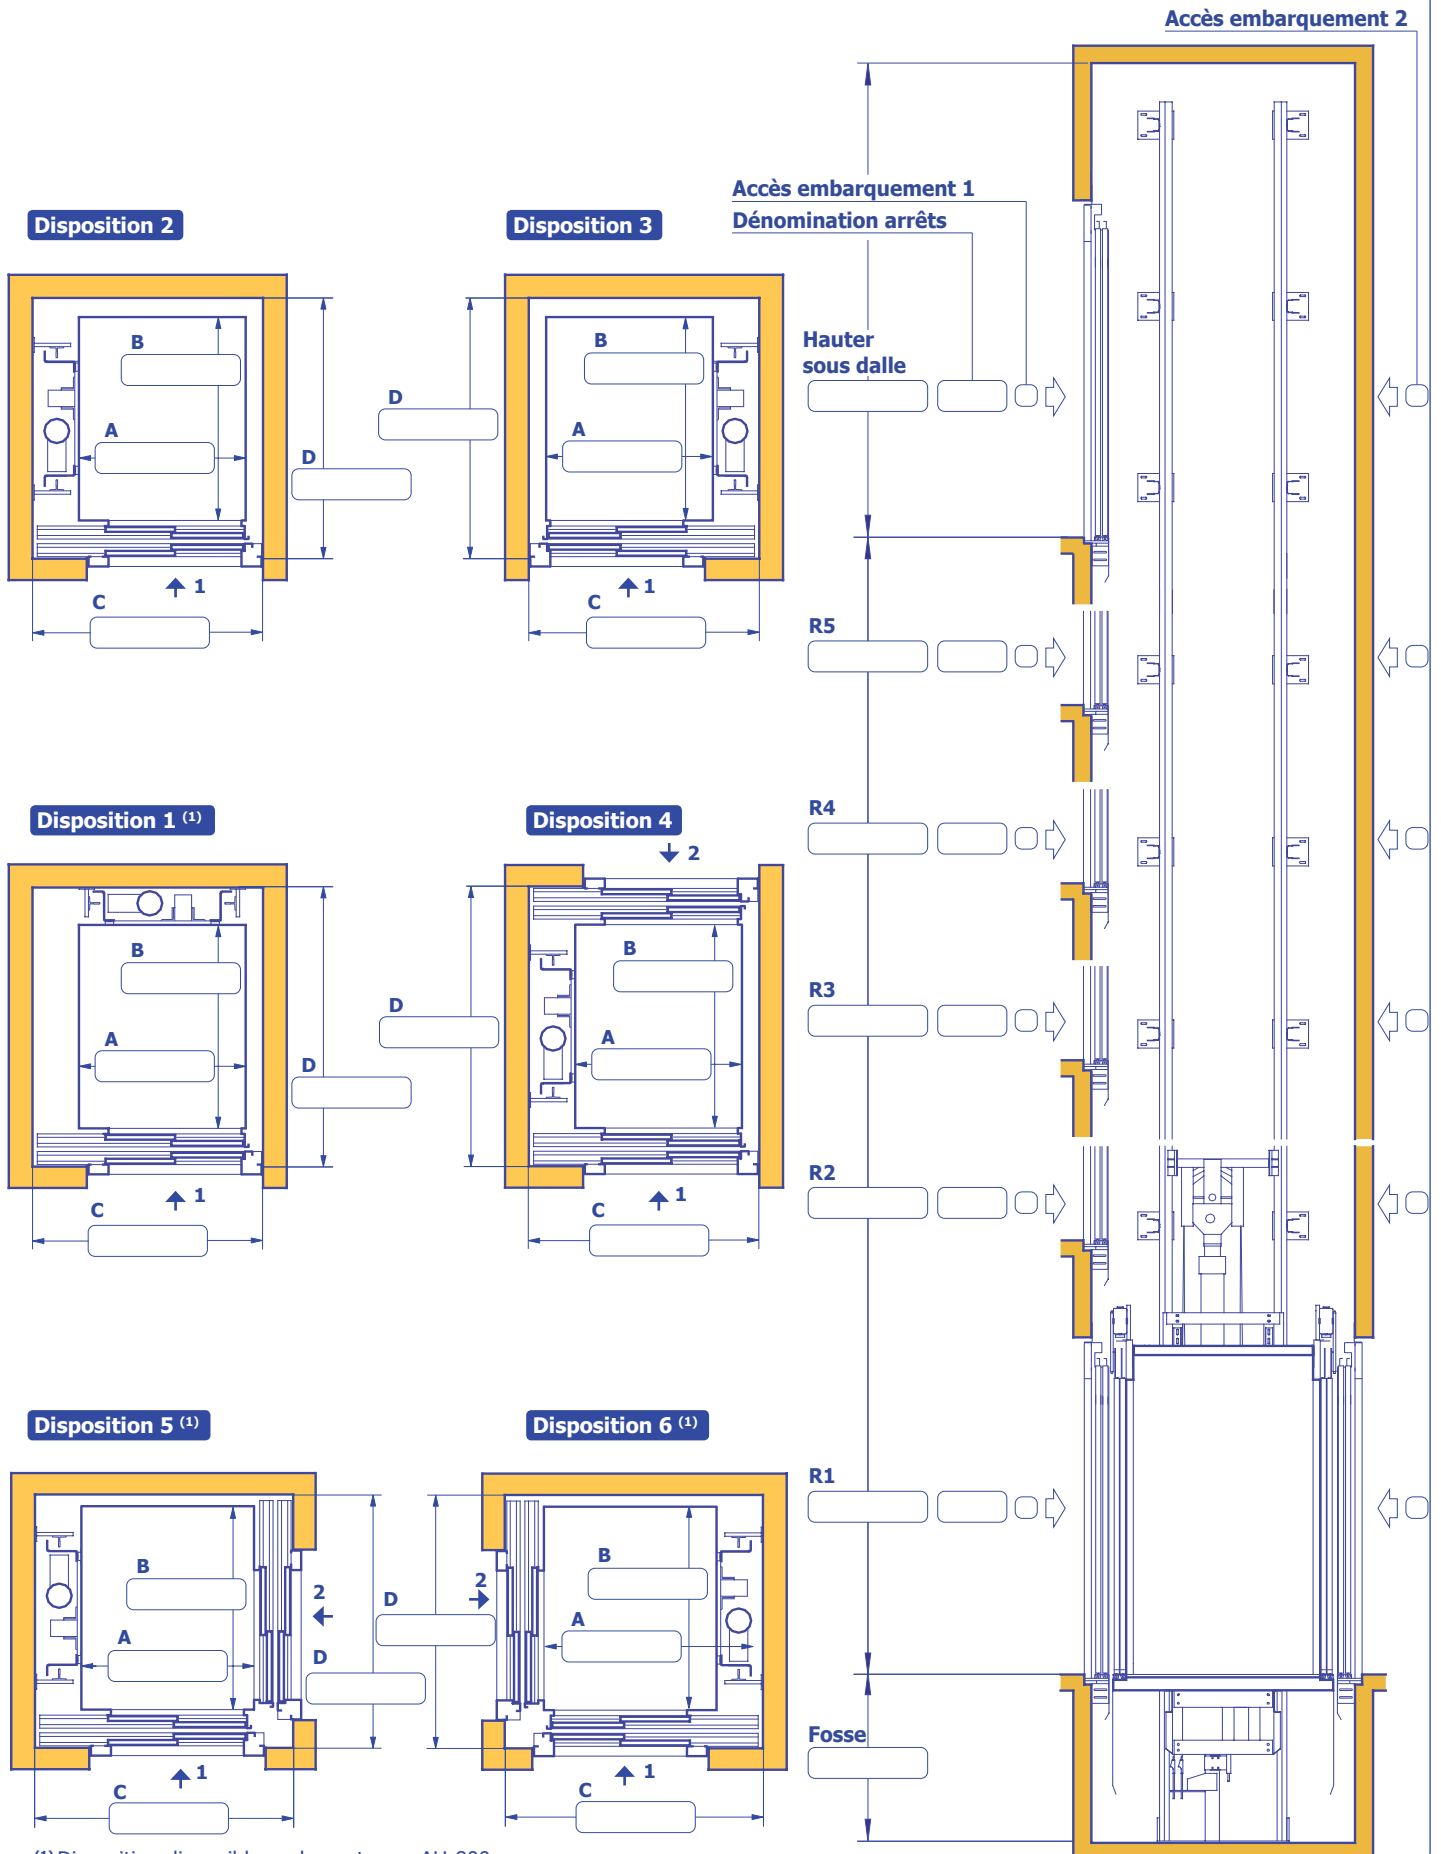 Accès embarquement 2
Accès embarquement 1
Dénomination arrêts
Disposition 2
Disposition 3
Hauter
sous dalle
B
A
D
1
C
B
D
A
1
C
R5
Disposition 1 (1)
Disposition 4
R4
B
A
D
1
C
2
B
D
A
1
C
R3
R2
Disposition 5 (1)
Disposition 6 (1)
R1
B
A
2
D
1
C
D
2
B
A
1
C
Fosse